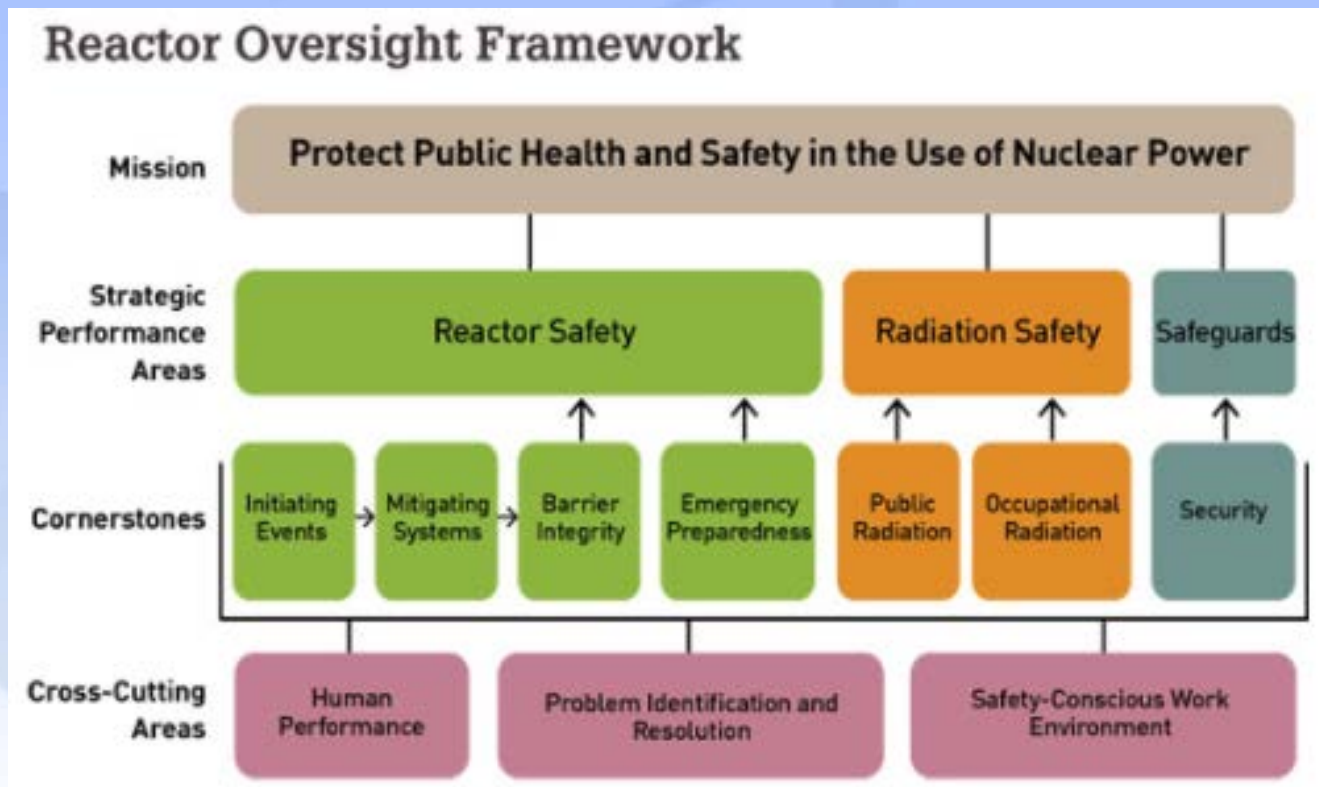 Reactor Oversight Framework
Mission
Protect Public Health and Safety in the Use of Nuclear Power
Strategic
Performance
Areas
Reactor Safety
Radiation Safety
Safeguards
Cornerstones
Initiating
Events
Mitigating
Systems
Barrier
Integrity
Emergency
Preparedness
Public
Radiation
Occupational
Radiation
Security
Cross-Cutting
Areas
Human
Performance
Problem Identification and
Resolution
Safety-Conscious Work
Environment